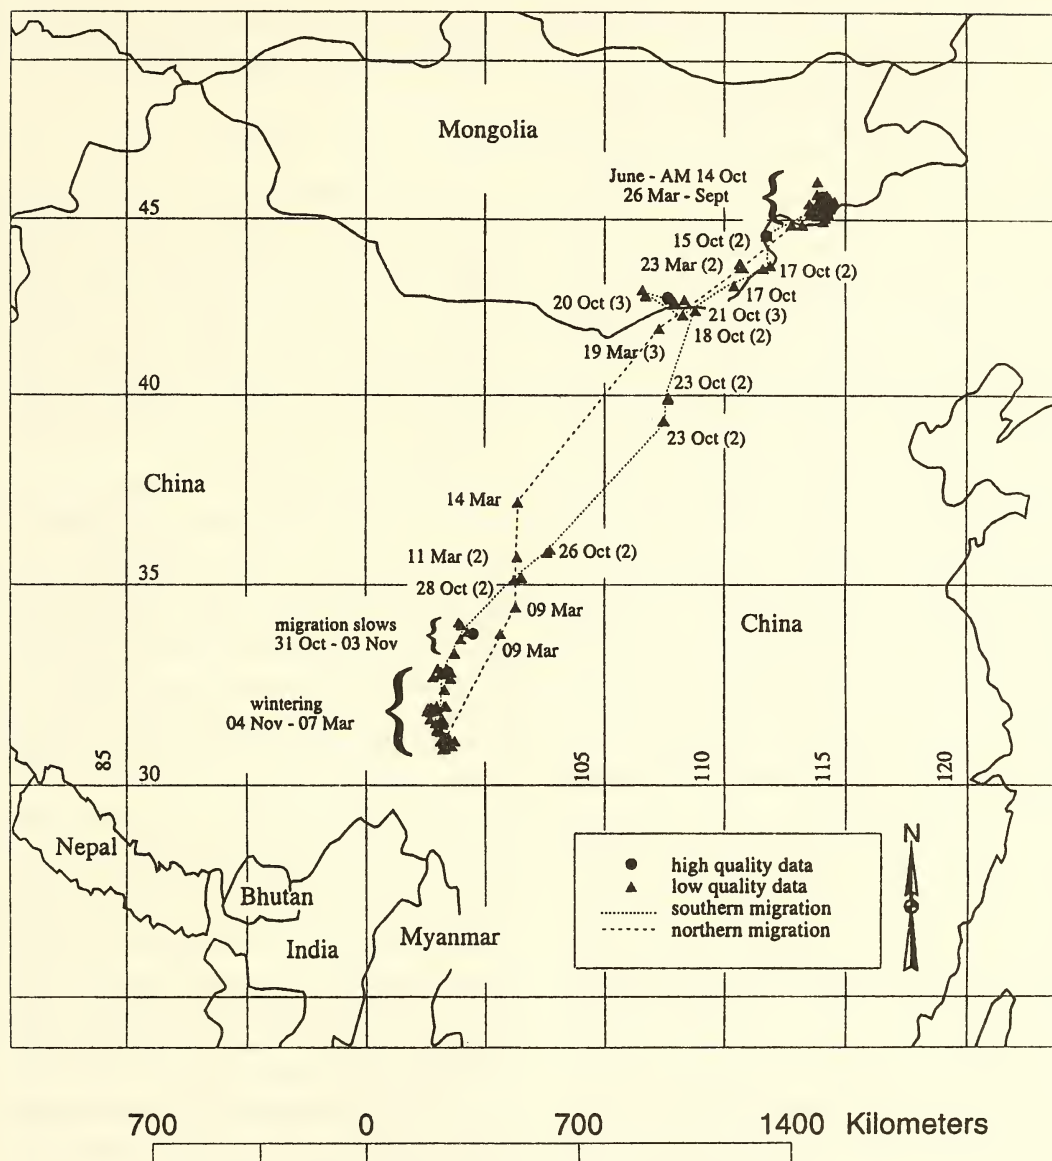 Mongolia
June - AM 14 Oct
26 Mar - Sept
45
15 Oct (2)
23 Mar (2)
17 Oct (2)
20 Oct (3)
17 Oct
21 Oct (3)
18 Oct (2)
19 Mar (3)
40
23 Oct (2)
23 Oct (2)
China
14 Mar
11 Mar (2)
26 Oct (2)
35
28 Oct (2)
09 Mar
migration slows
31 Oct - 03 Nov
China
09 Mar
wintering
04 Nov - 07 Mar
85
30
105
110
115
120
Nepal
Bhutan
India
Myanmar
high quality data
low quality data
southern migration
northern migration
N
700 0 700 1400 Kilometers